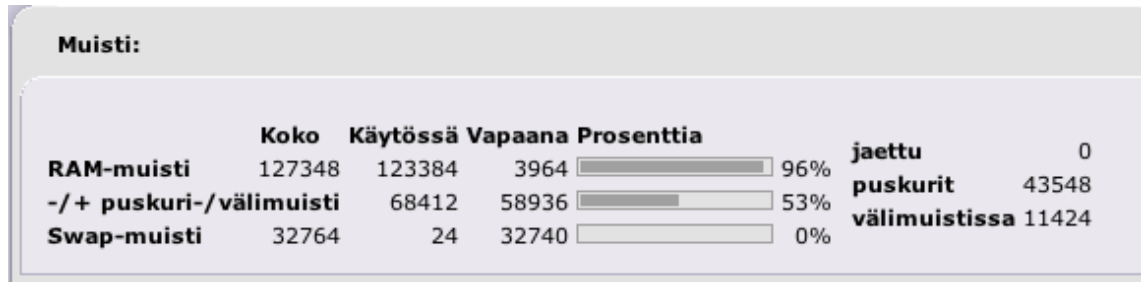 Muisti:
Koko Käytössä Vapaana Prosenttia
RAM-muisti 127348 123384 3964 96%
-/+ puskuri-/välimuisti 68412 58936 53%
Swap-muisti 32764 24 32740 0%
jaettu 0
puskurit 43548
välimuistissa 11424